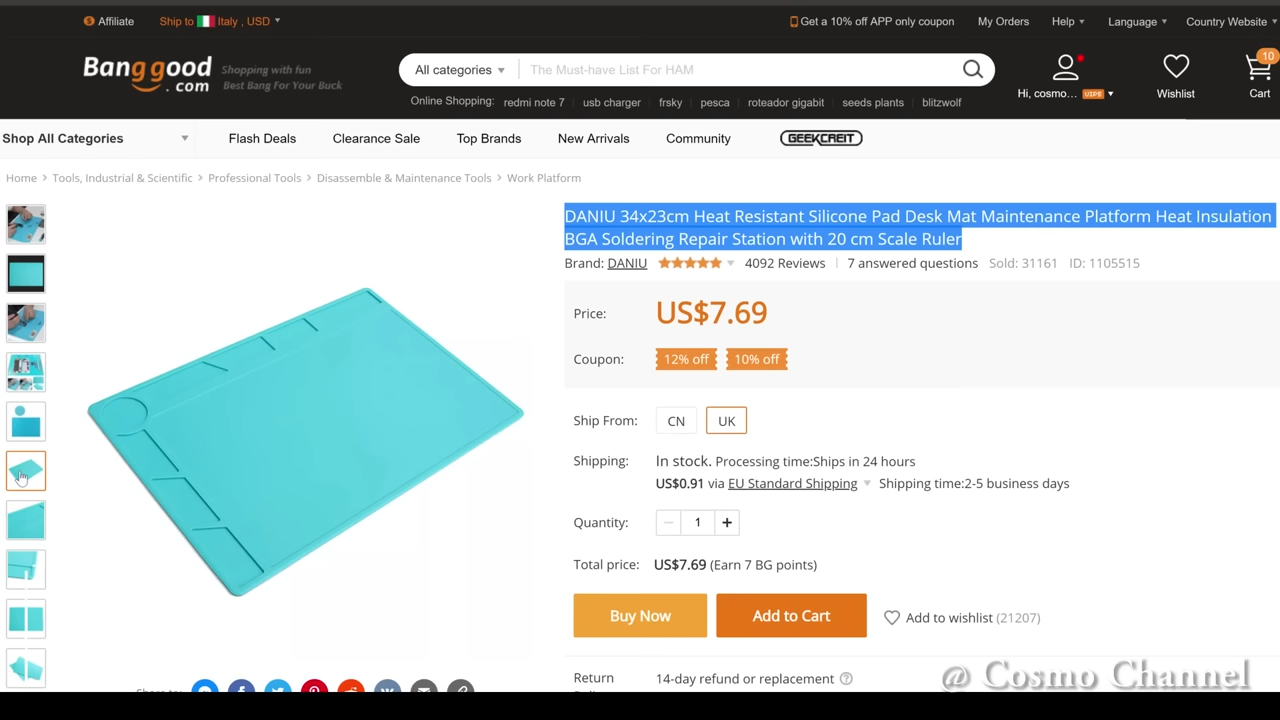 Affiliate
Ship to Italy , USD
Get a 10% off APP only coupon
My Orders
Help
Language
Country Website
Banggood
.com
Shopping with fun
Best Bang For Your Buck
All categories
The Must-have List For HAM
Online Shopping:
redmi note 7
usb charger
frsky
pesca
roteador gigabit
seeds plants
blitzwolf
Hi, cosmo...
VIP6
Wishlist
10
Cart
Shop All Categories
Flash Deals
Clearance Sale
Top Brands
New Arrivals
Community
GEEKCREIT
Home > Tools, Industrial & Scientific > Professional Tools > Disassemble & Maintenance Tools > Work Platform
DANIU 34x23cm Heat Resistant Silicone Pad Desk Mat Maintenance Platform Heat Insulation
BGA Soldering Repair Station with 20 cm Scale Ruler
Brand: DANIU
4092 Reviews
7 answered questions
Sold: 31161
ID: 1105515
Price:
US$7.69
Coupon:
12% off
10% off
Ship From:
CN
UK
Shipping:
In stock. Processing time:Ships in 24 hours
US$0.91 via EU Standard Shipping
Shipping time:2-5 business days
Quantity:
1
Total price:
US$7.69 (Earn 7 BG points)
Buy Now
Add to Cart
Add to wishlist (21207)
Return
14-day refund or replacement
@ Cosmo Channel